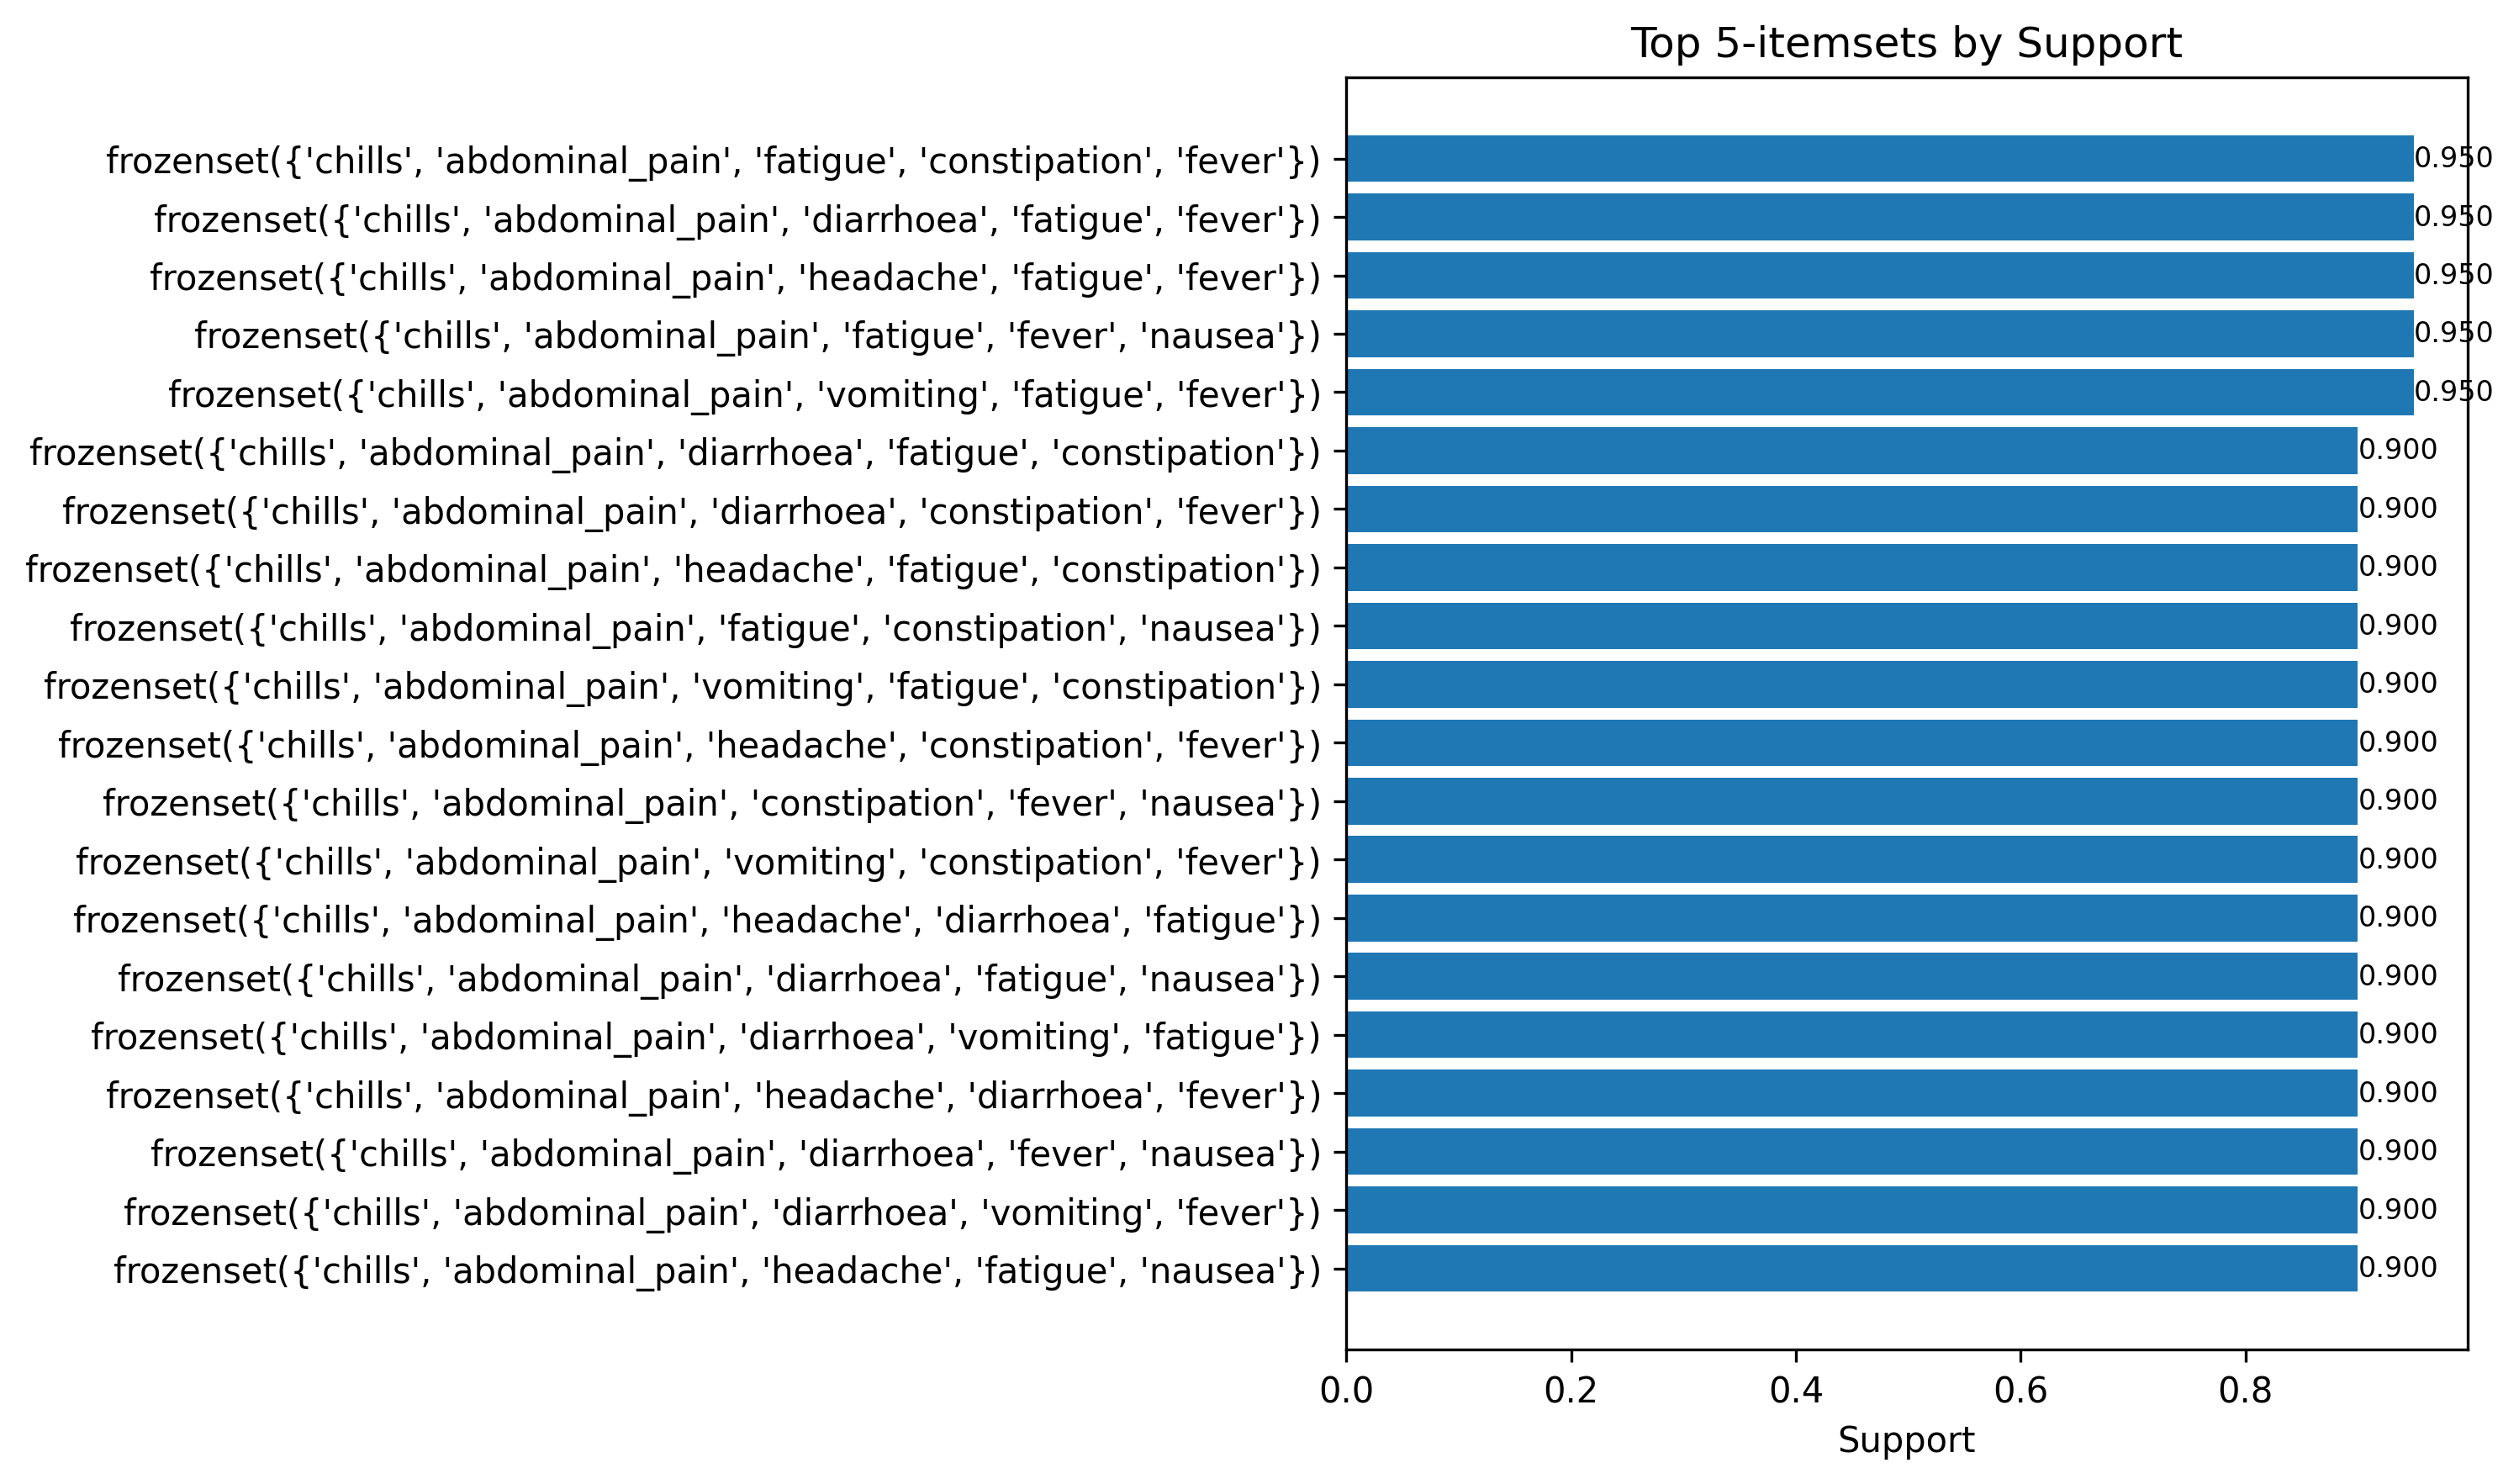 Top 5-itemsets by Support
frozenset({'chills', 'abdominal_pain', 'fatigue', 'constipation', 'fever'}) 0.950
frozenset({'chills', 'abdominal_pain', 'diarrhoea', 'fatigue', 'fever'}) 0.950
frozenset({'chills', 'abdominal_pain', 'headache', 'fatigue', 'fever'}) 0.950
frozenset({'chills', 'abdominal_pain', 'fatigue', 'fever', 'nausea'}) 0.950
frozenset({'chills', 'abdominal_pain', 'vomiting', 'fatigue', 'fever'}) 0.950
frozenset({'chills', 'abdominal_pain', 'diarrhoea', 'fatigue', 'constipation'}) 0.900
frozenset({'chills', 'abdominal_pain', 'diarrhoea', 'constipation', 'fever'}) 0.900
frozenset({'chills', 'abdominal_pain', 'headache', 'fatigue', 'constipation'}) 0.900
frozenset({'chills', 'abdominal_pain', 'fatigue', 'constipation', 'nausea'}) 0.900
frozenset({'chills', 'abdominal_pain', 'vomiting', 'fatigue', 'constipation'}) 0.900
frozenset({'chills', 'abdominal_pain', 'headache', 'constipation', 'fever'}) 0.900
frozenset({'chills', 'abdominal_pain', 'constipation', 'fever', 'nausea'}) 0.900
frozenset({'chills', 'abdominal_pain', 'vomiting', 'constipation', 'fever'}) 0.900
frozenset({'chills', 'abdominal_pain', 'headache', 'diarrhoea', 'fatigue'}) 0.900
frozenset({'chills', 'abdominal_pain', 'diarrhoea', 'fatigue', 'nausea'}) 0.900
frozenset({'chills', 'abdominal_pain', 'diarrhoea', 'vomiting', 'fatigue'}) 0.900
frozenset({'chills', 'abdominal_pain', 'headache', 'diarrhoea', 'fever'}) 0.900
frozenset({'chills', 'abdominal_pain', 'diarrhoea', 'fever', 'nausea'}) 0.900
frozenset({'chills', 'abdominal_pain', 'diarrhoea', 'vomiting', 'fever'}) 0.900
frozenset({'chills', 'abdominal_pain', 'headache', 'fatigue', 'nausea'}) 0.900
0.0 0.2 0.4 0.6 0.8
Support